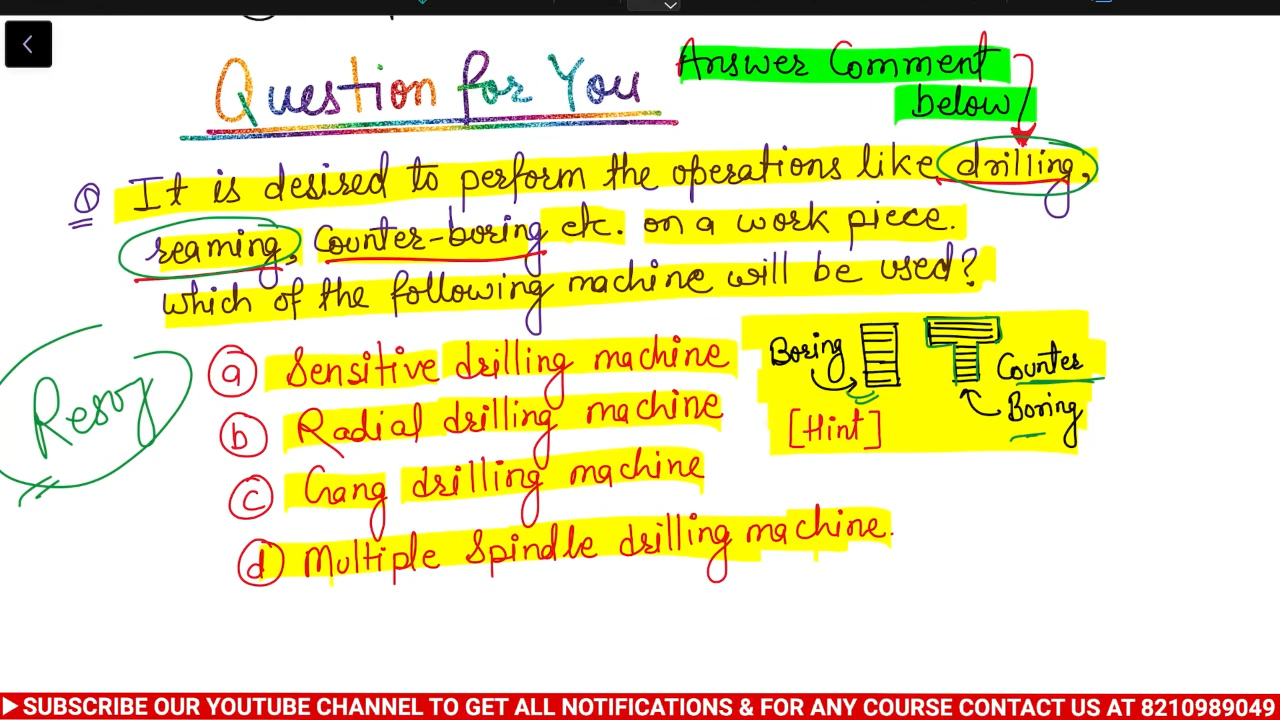 Question for You
Answer Comment
below
Q It is desired to perform the operations like drilling,
reaming, Counter-boring etc. on a work piece.
which of the following machine will be used?
a Sensitive drilling machine
b Radial drilling machine
c Gang drilling machine
d Multiple Spindle drilling machine.
Boring
[Hint]
Counter
Boring
SUBSCRIBE OUR YOUTUBE CHANNEL TO GET ALL NOTIFICATIONS & FOR ANY COURSE CONTACT US AT 8210989049